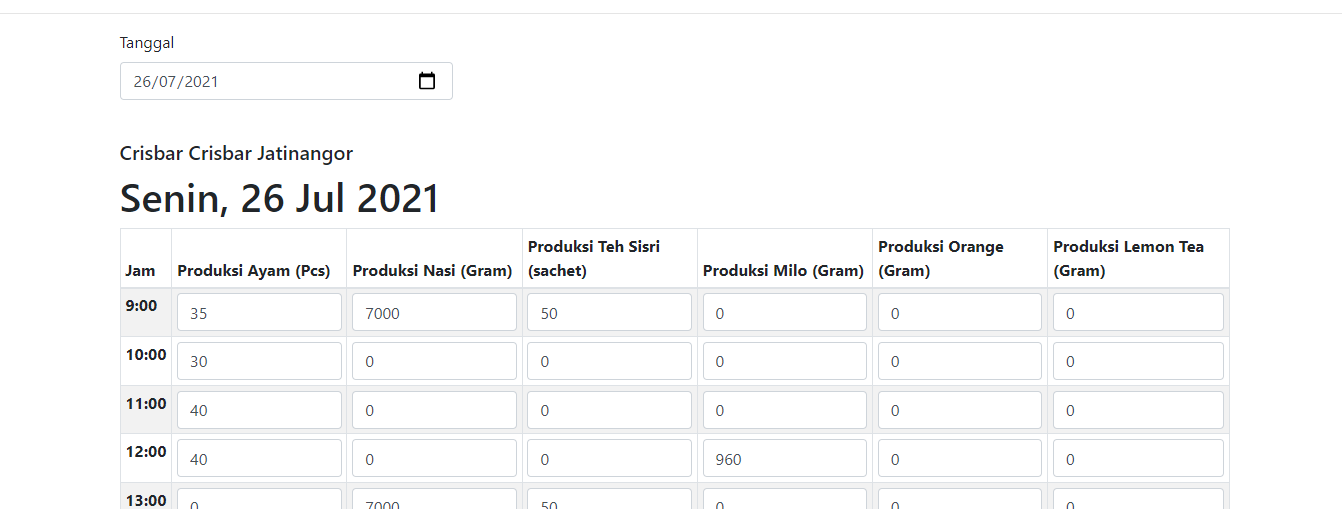 Tanggal
26/07/2021
Crisbar Crisbar Jatinangor
Senin, 26 Jul 2021
Jam Produksi Ayam (Pcs) Produksi Nasi (Gram) Produksi Teh Sisri (sachet) Produksi Milo (Gram) Produksi Orange (Gram) Produksi Lemon Tea (Gram)
9:00 35 7000 50 0 0 0
10:00 30 0 0 0 0 0
11:00 40 0 0 0 0 0
12:00 40 0 0 960 0 0
13:00 0 7000 50 0 0 0